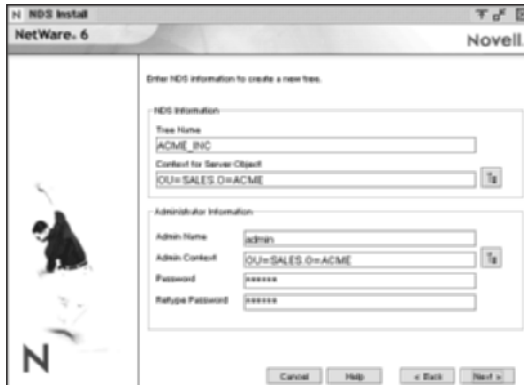 N NDS Install
NetWare. 6
Novell.
Enter NDS information to create a new tree.
NDS Information
Tree Name
ACME_INC
Context for Server Object
OU=SALES.O=ACME
Administrator Information
Admin Name
admin
Admin Context
OU=SALES.O=ACME
Password
******
Retype Password
******
N
Cancel
Help
< Back
Next >